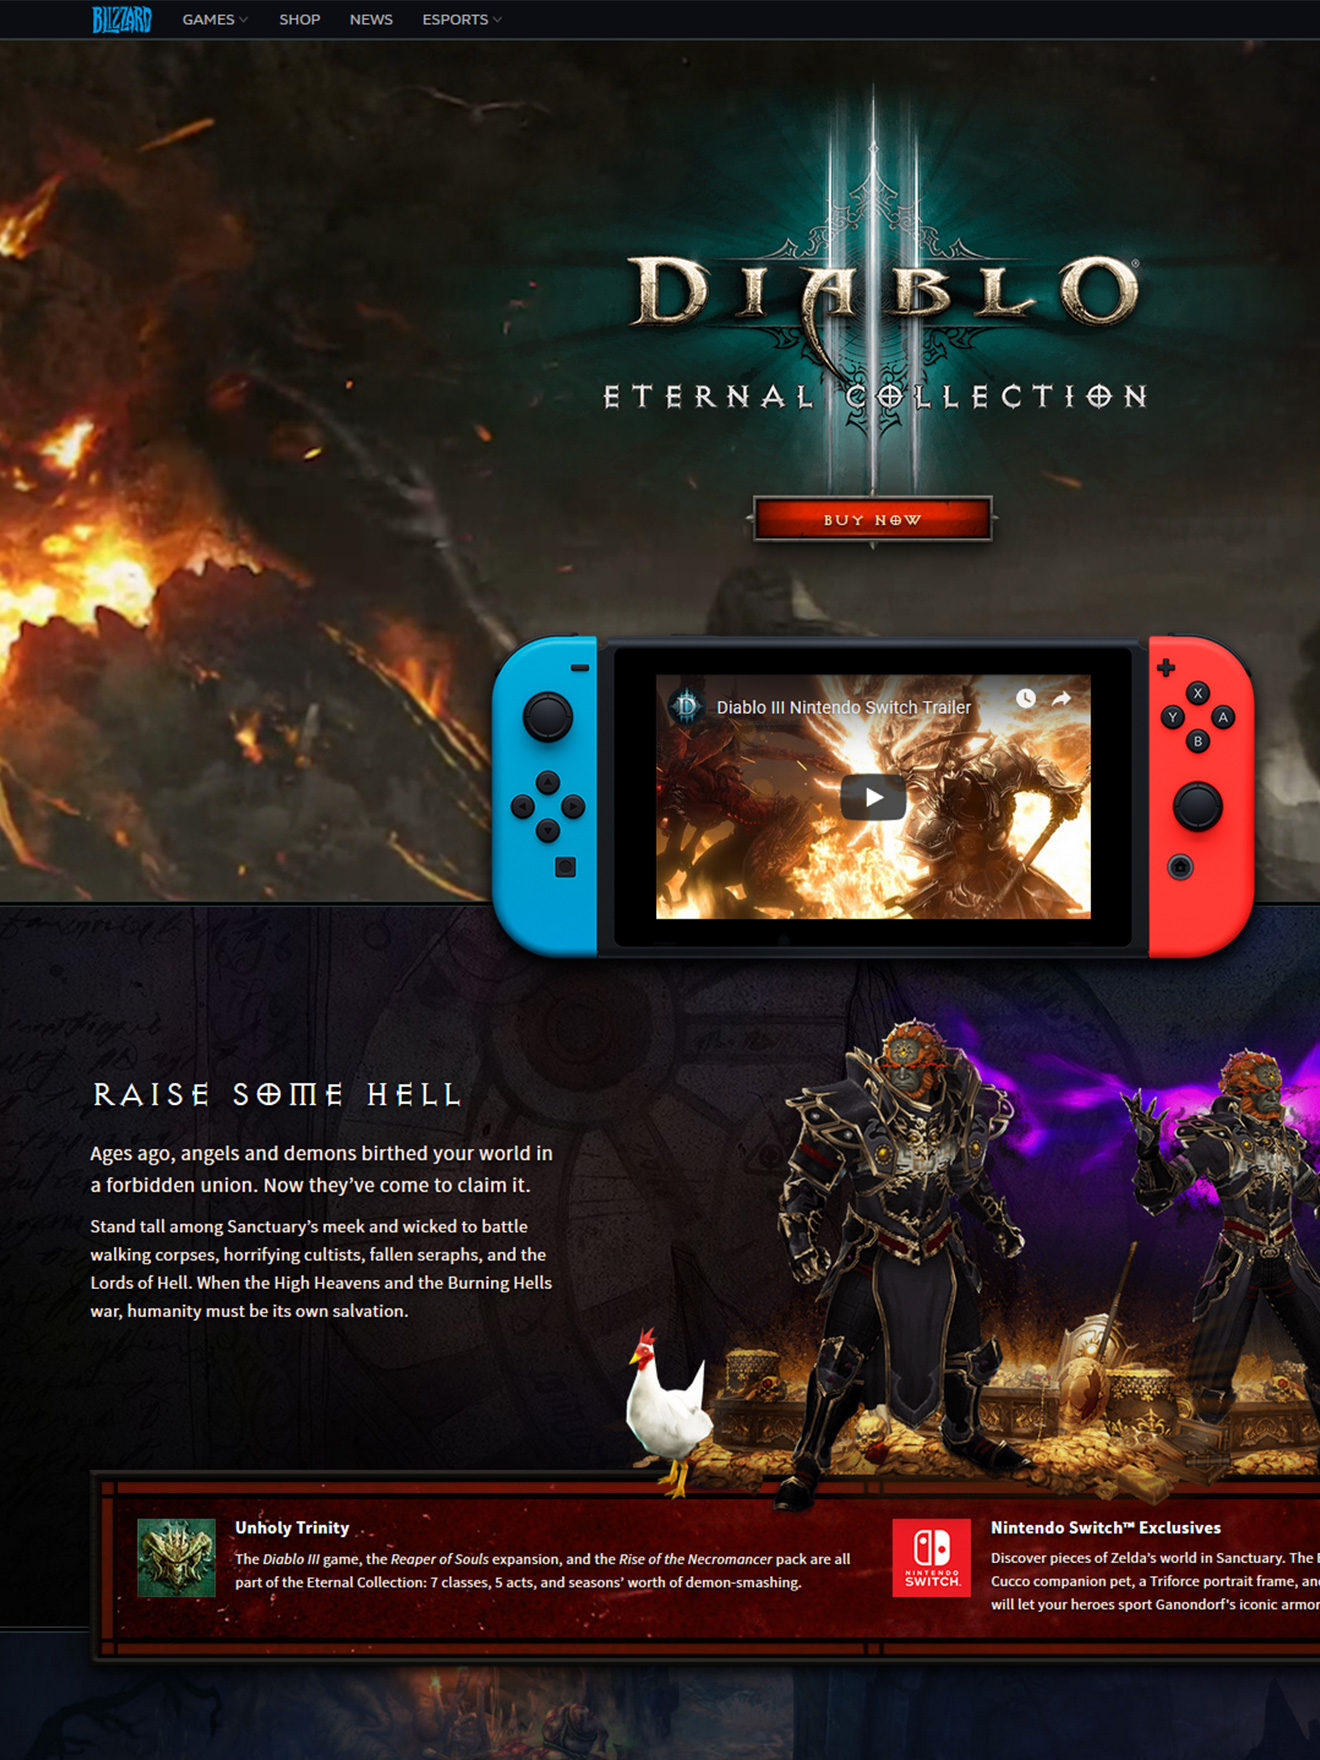 BLIZZARD GAMES SHOP NEWS ESPORTS
DIABLO®
ETERNAL COLLECTION
BUY NOW
Diablo III Nintendo Switch Trailer
X
Y A
B
RAISE SOME HELL
Ages ago, angels and demons birthed your world in
a forbidden union. Now they’ve come to claim it.
Stand tall among Sanctuary’s meek and wicked to battle
walking corpses, horrifying cultists, fallen seraphs, and the
Lords of Hell. When the High Heavens and the Burning Hells
war, humanity must be its own salvation.
Unholy Trinity
The Diablo III game, the Reaper of Souls expansion, and the Rise of the Necromancer pack are all
part of the Eternal Collection: 7 classes, 5 acts, and seasons’ worth of demon-smashing.
NINTENDO
SWITCH.
Nintendo Switch™ Exclusives
Discover pieces of Zelda’s world in Sanctuary. The
Cucco companion pet, a Triforce portrait frame, and
will let your heroes sport Ganondorf’s iconic armor